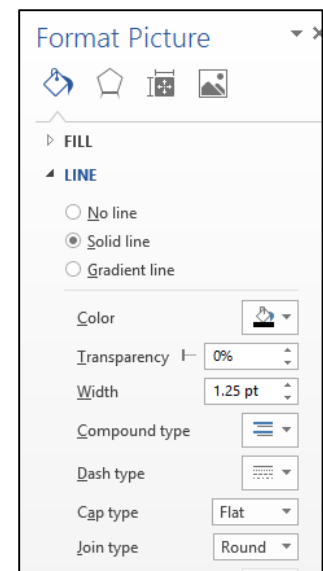 Format Picture
FILL
LINE
No line
Solid line
Gradient line
Color
Transparency 0%
Width 1.25 pt
Compound type
Dash type
Cap type Flat
Join type Round